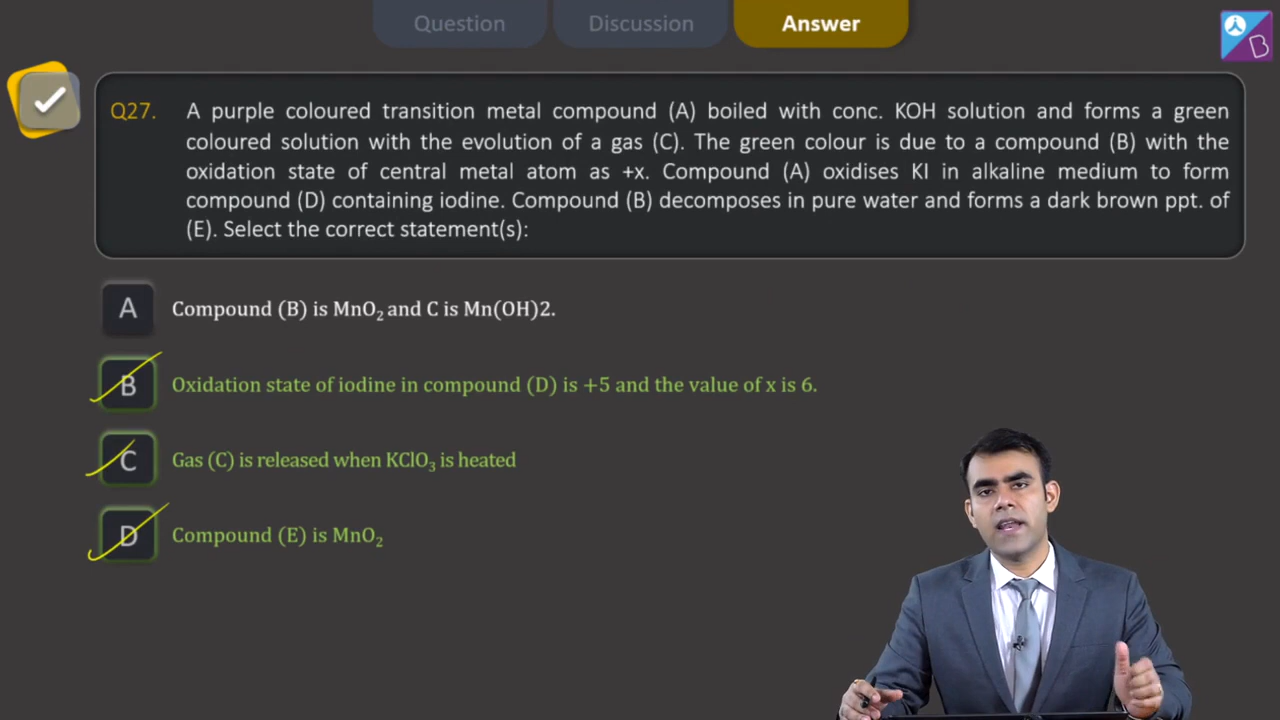 Question Discussion Answer
Q27. A purple coloured transition metal compound (A) boiled with conc. KOH solution and forms a green
coloured solution with the evolution of a gas (C). The green colour is due to a compound (B) with the
oxidation state of central metal atom as +x. Compound (A) oxidises KI in alkaline medium to form
compound (D) containing iodine. Compound (B) decomposes in pure water and forms a dark brown ppt. of
(E). Select the correct statement(s):
A Compound (B) is MnO₂ and C is Mn(OH)2.
B Oxidation state of iodine in compound (D) is +5 and the value of x is 6.
C Gas (C) is released when KClO₃ is heated
D Compound (E) is MnO₂